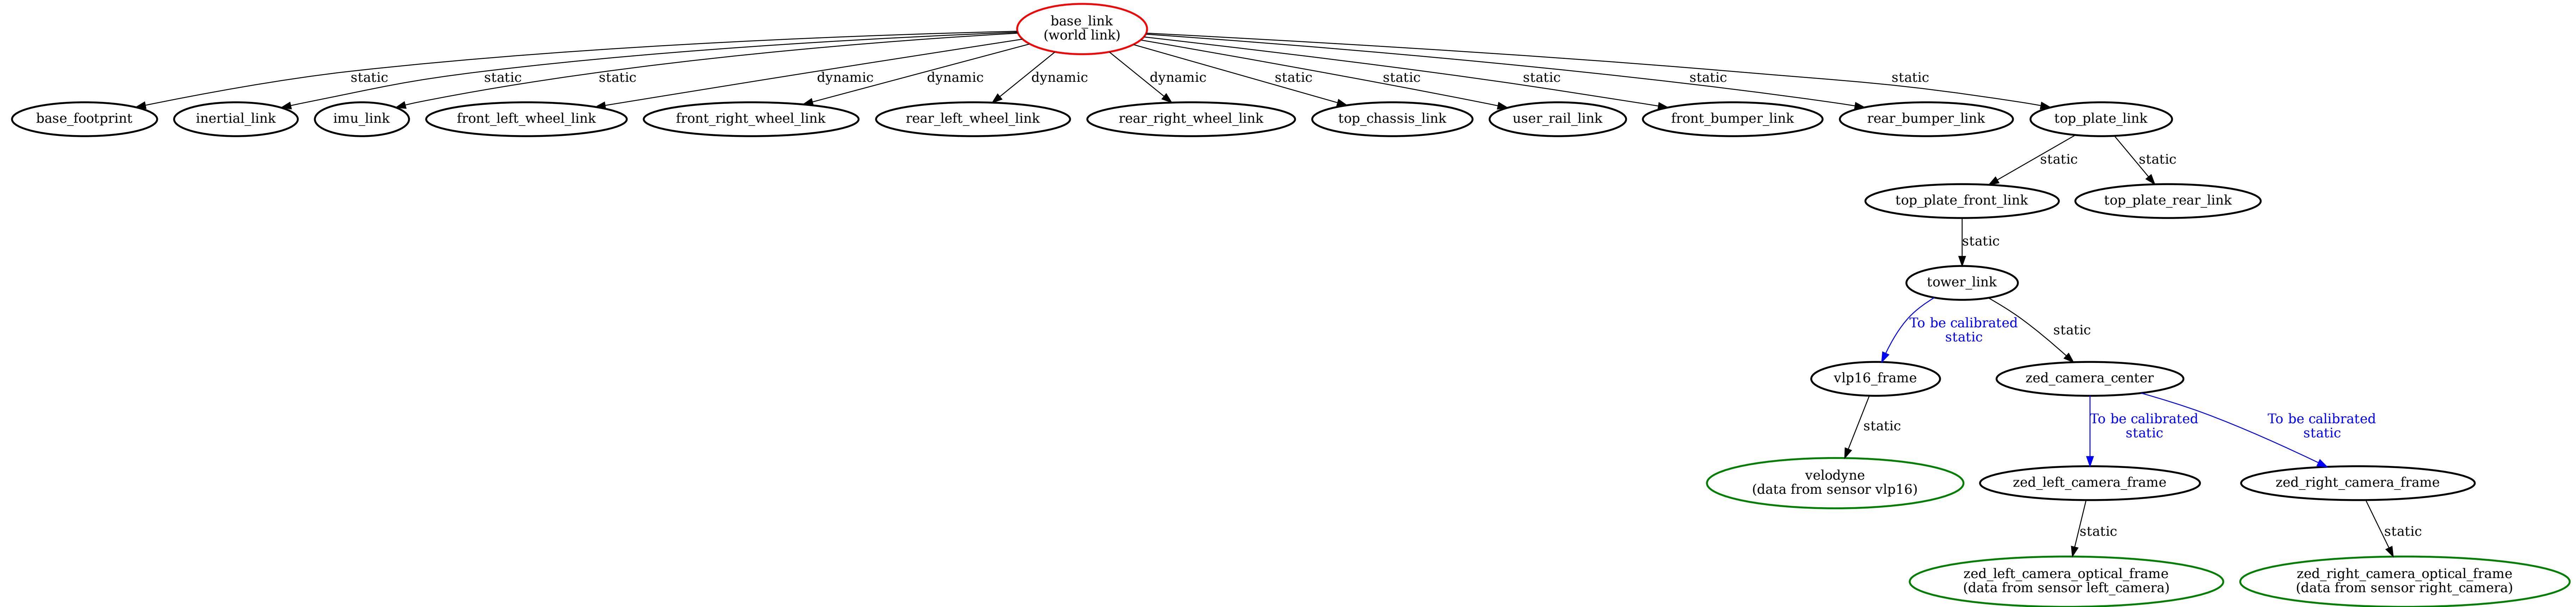 base_link
(world link)
static
static
static
dynamic
dynamic
dynamic
dynamic
static
static
static
static
static
base_footprint
inertial_link
imu_link
front_left_wheel_link
front_right_wheel_link
rear_left_wheel_link
rear_right_wheel_link
top_chassis_link
user_rail_link
front_bumper_link
rear_bumper_link
top_plate_link
static
static
top_plate_front_link
top_plate_rear_link
static
tower_link
To be calibrated
static
static
vlp16_frame
zed_camera_center
static
To be calibrated
static
To be calibrated
static
velodyne
(data from sensor vlp16)
zed_left_camera_frame
zed_right_camera_frame
static
static
zed_left_camera_optical_frame
(data from sensor left_camera)
zed_right_camera_optical_frame
(data from sensor right_camera)